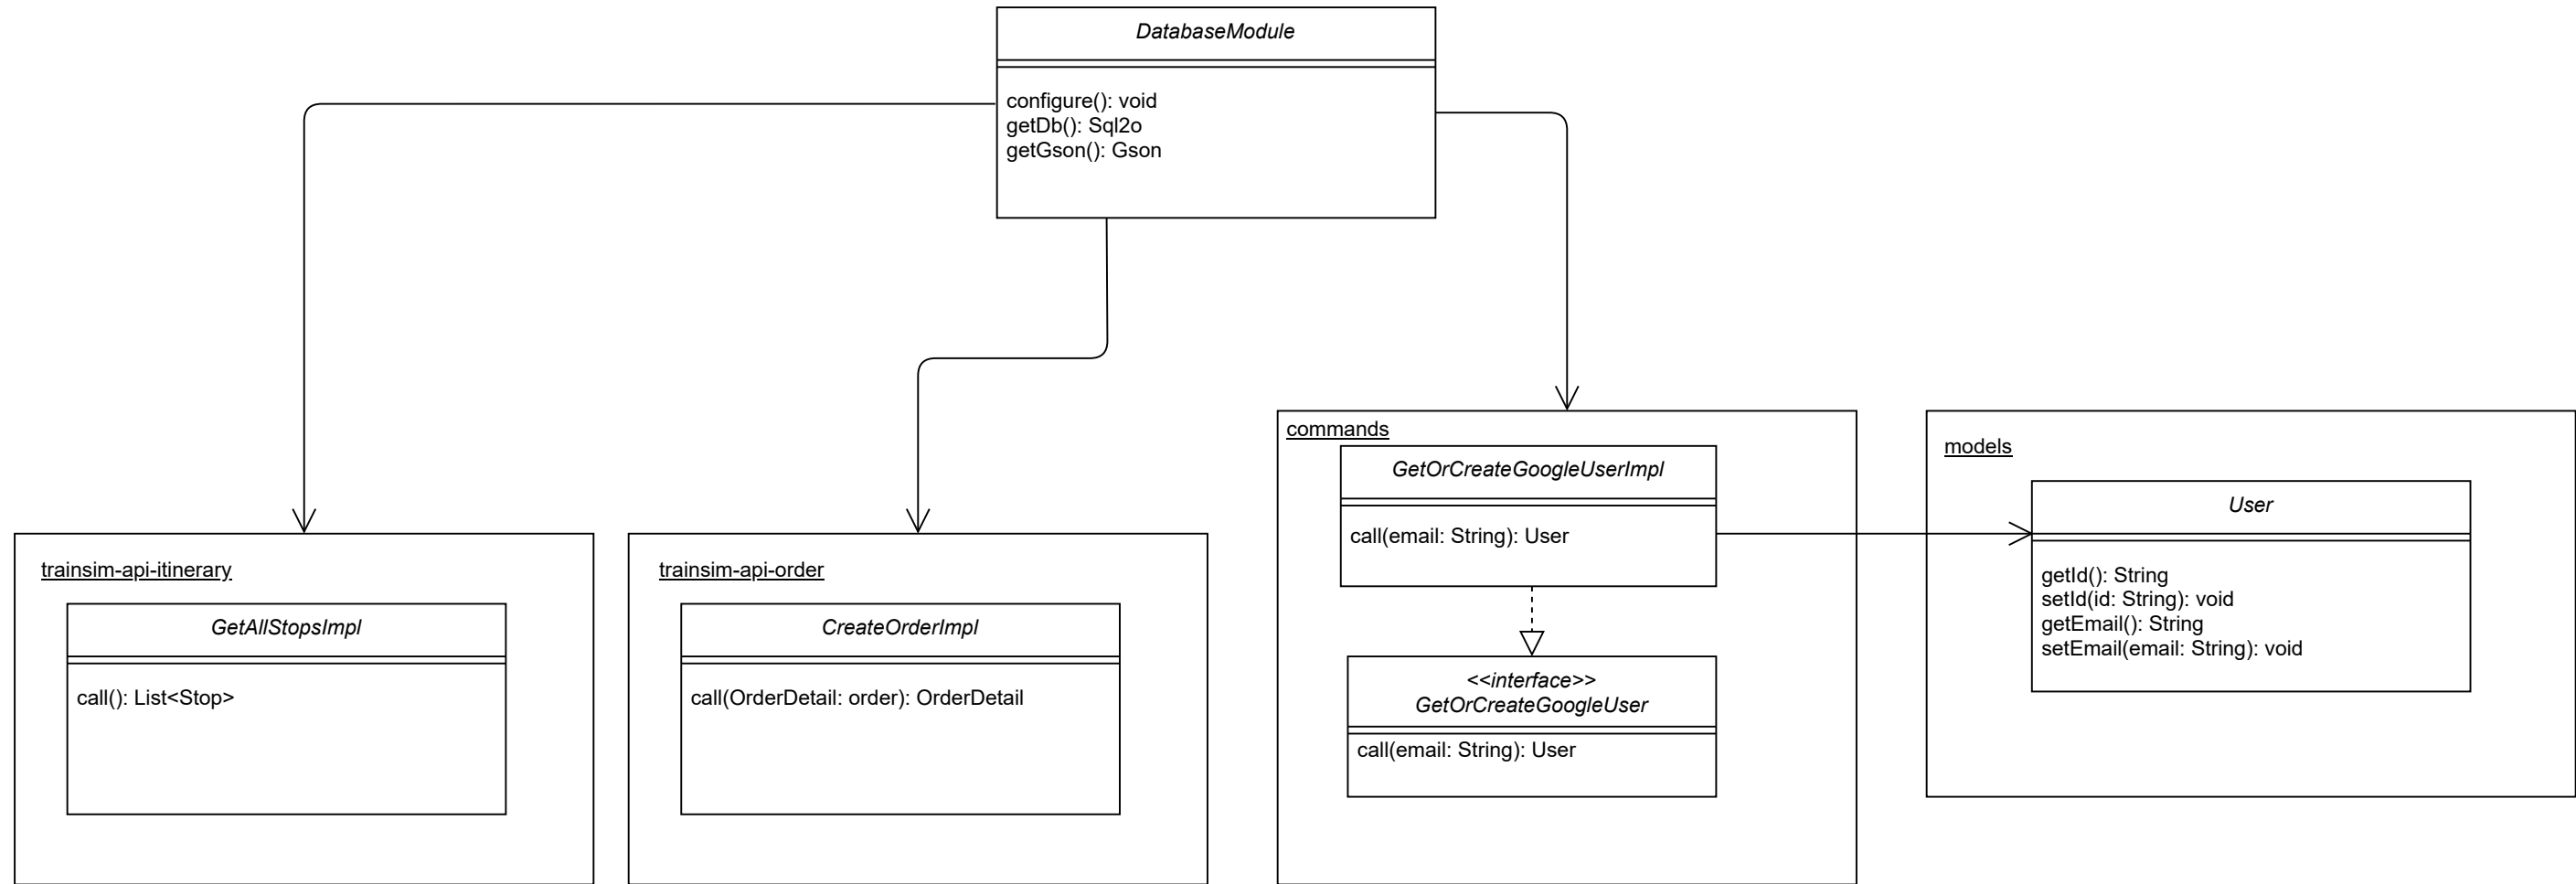 DatabaseModule
configure(): void
getDb(): Sql2o
getGson(): Gson
trainsim-api-itinerary
GetAllStopsImpl
call(): List<Stop>
trainsim-api-order
CreateOrderImpl
call(OrderDetail: order): OrderDetail
commands
GetOrCreateGoogleUserImpl
call(email: String): User
<<interface>>
GetOrCreateGoogleUser
call(email: String): User
models
User
getId(): String
setId(id: String): void
getEmail(): String
setEmail(email: String): void